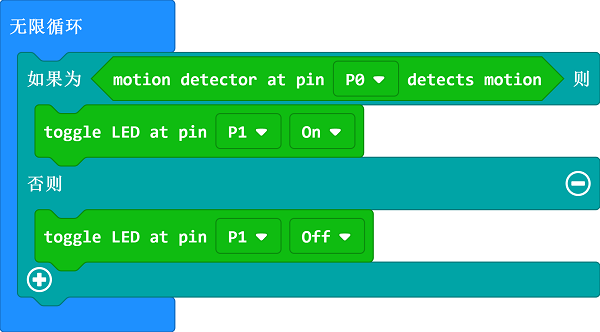 无限循环
如果为 motion detector at pin P0 detects motion 则
toggle LED at pin P1 On
否则
toggle LED at pin P1 Off